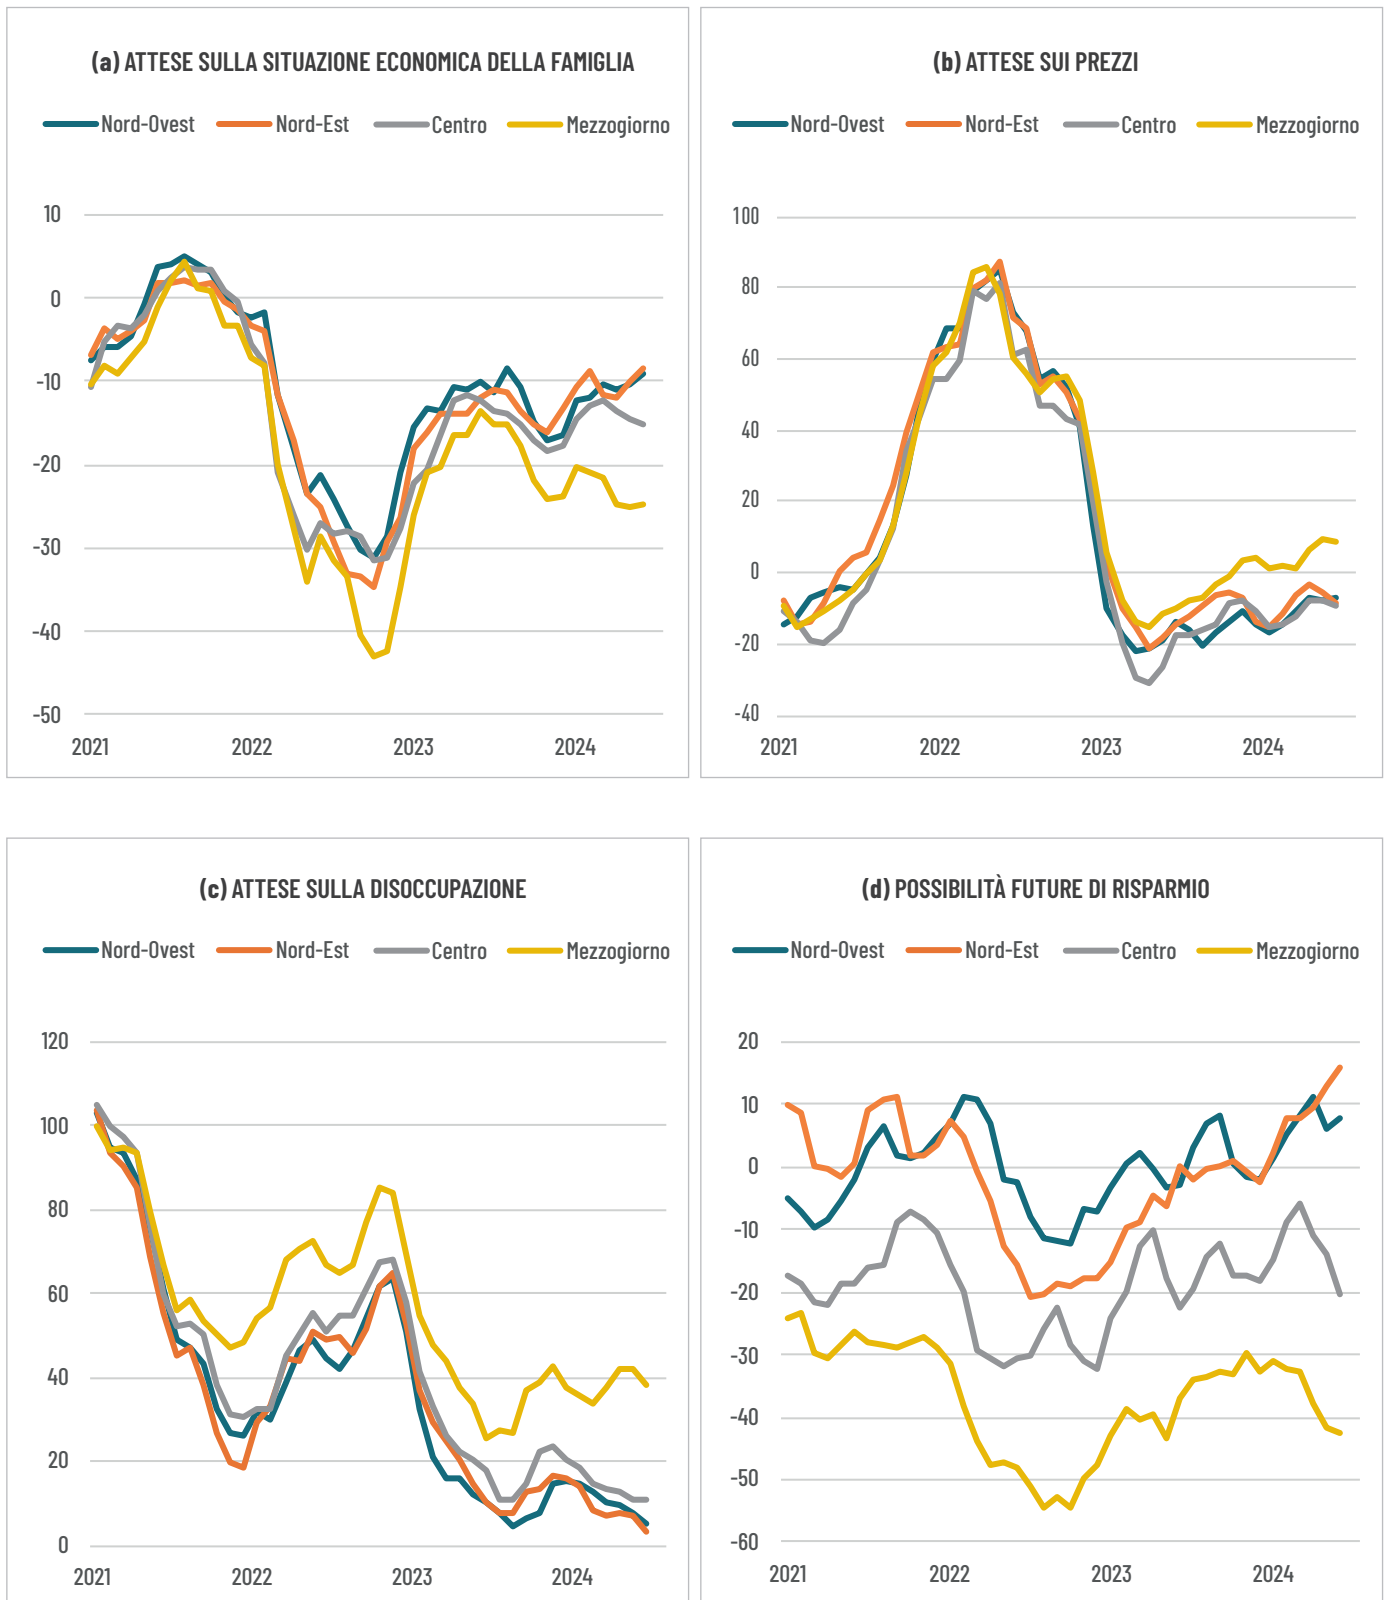 (a) ATTESE SULLA SITUAZIONE ECONOMICA DELLA FAMIGLIA
Nord-Ovest Nord-Est Centro Mezzogiorno
10
0
-10
-20
-30
-40
-50
2021 2022 2023 2024
(b) ATTESE SUI PREZZI
Nord-Ovest Nord-Est Centro Mezzogiorno
100
80
60
40
20
0
-20
-40
2021 2022 2023 2024
(c) ATTESE SULLA DISOCCUPAZIONE
Nord-Ovest Nord-Est Centro Mezzogiorno
120
100
80
60
40
20
0
2021 2022 2023 2024
(d) POSSIBILITÀ FUTURE DI RISPARMIO
Nord-Ovest Nord-Est Centro Mezzogiorno
20
10
0
-10
-20
-30
-40
-50
-60
2021 2022 2023 2024